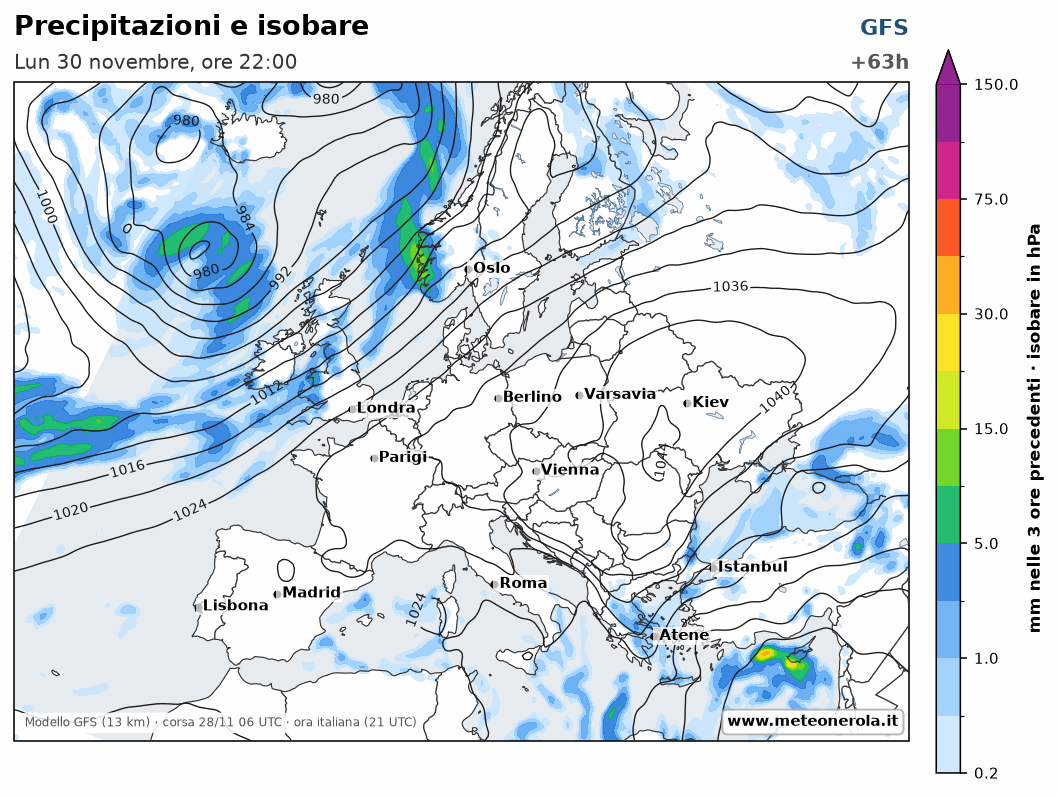 Precipitazioni e isobare
GFS
Lun 30 novembre, ore 22:00
+63h
980
980
1000
984
992
980
1036
1012
1040
1016
1020
1024
1024
Oslo
Londra
Berlino
Varsavia
Kiev
Parigi
Vienna
Madrid
Lisbona
Roma
Istanbul
Atene
150.0
75.0
30.0
15.0
5.0
1.0
0.2
mm nelle 3 ore precedenti · isobare in hPa
Modello GFS (13 km) · corsa 28/11 06 UTC · ora italiana (21 UTC)
www.meteonerola.it